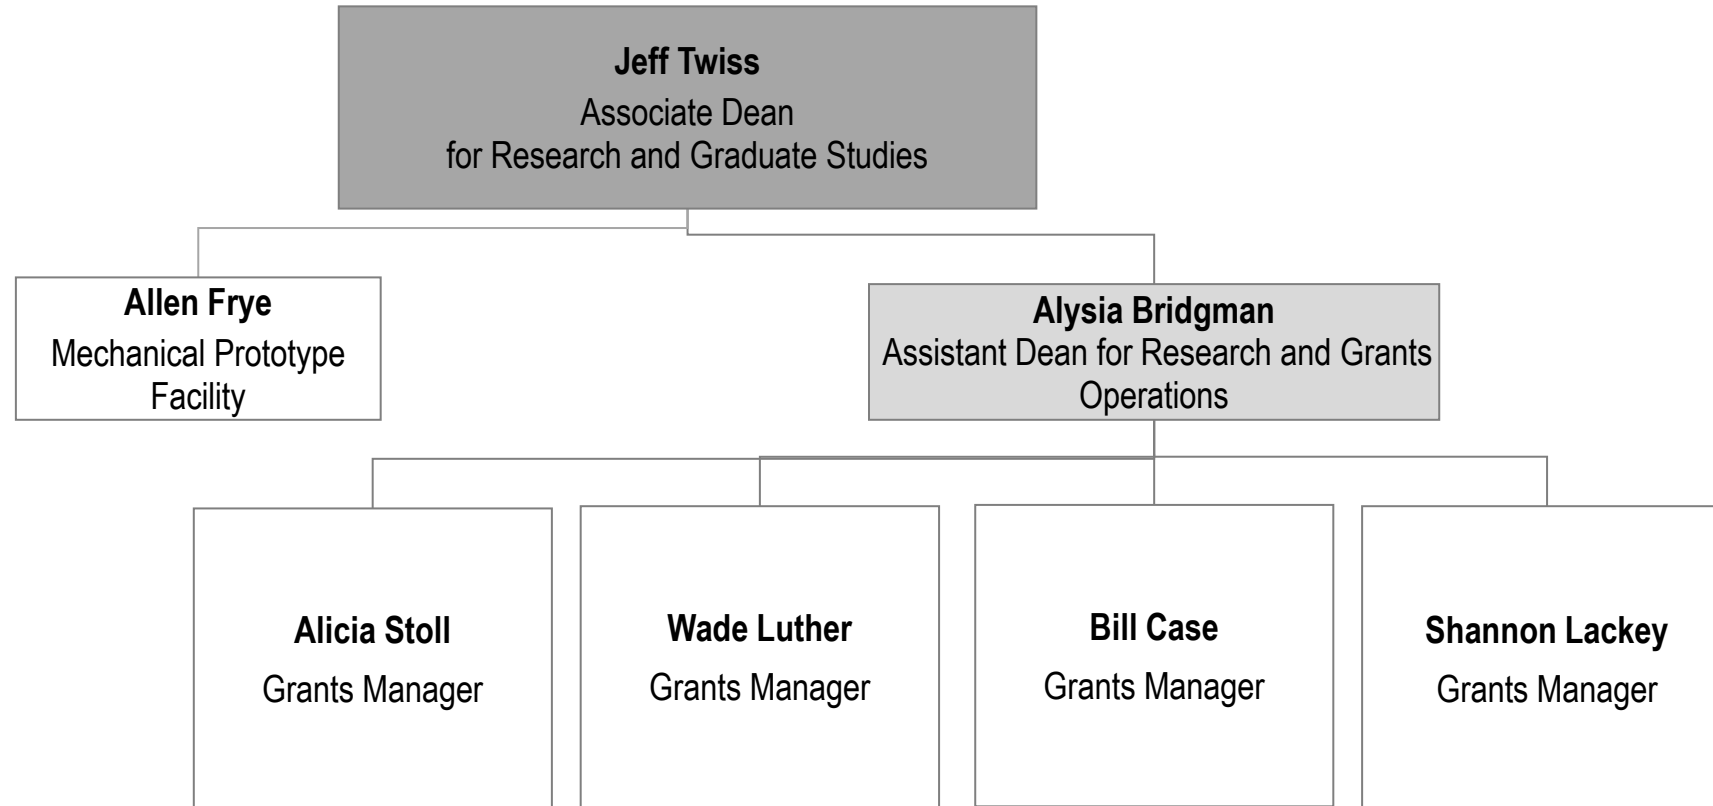 Jeff Twiss
Associate Dean
for Research and Graduate Studies
Allen Frye
Mechanical Prototype
Facility
Alysia Bridgman
Assistant Dean for Research and Grants
Operations
Alicia Stoll
Grants Manager
Wade Luther
Grants Manager
Bill Case
Grants Manager
Shannon Lackey
Grants Manager